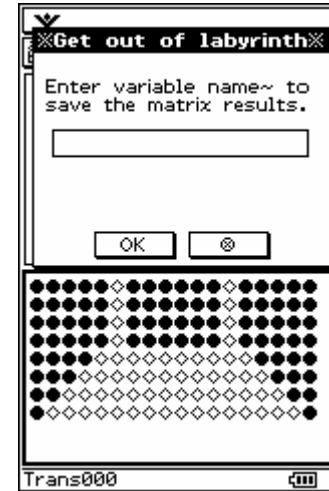 ※Get out of labyrinth※
Enter variable name~ to
save the matrix results.
OK ⊗
Trans000